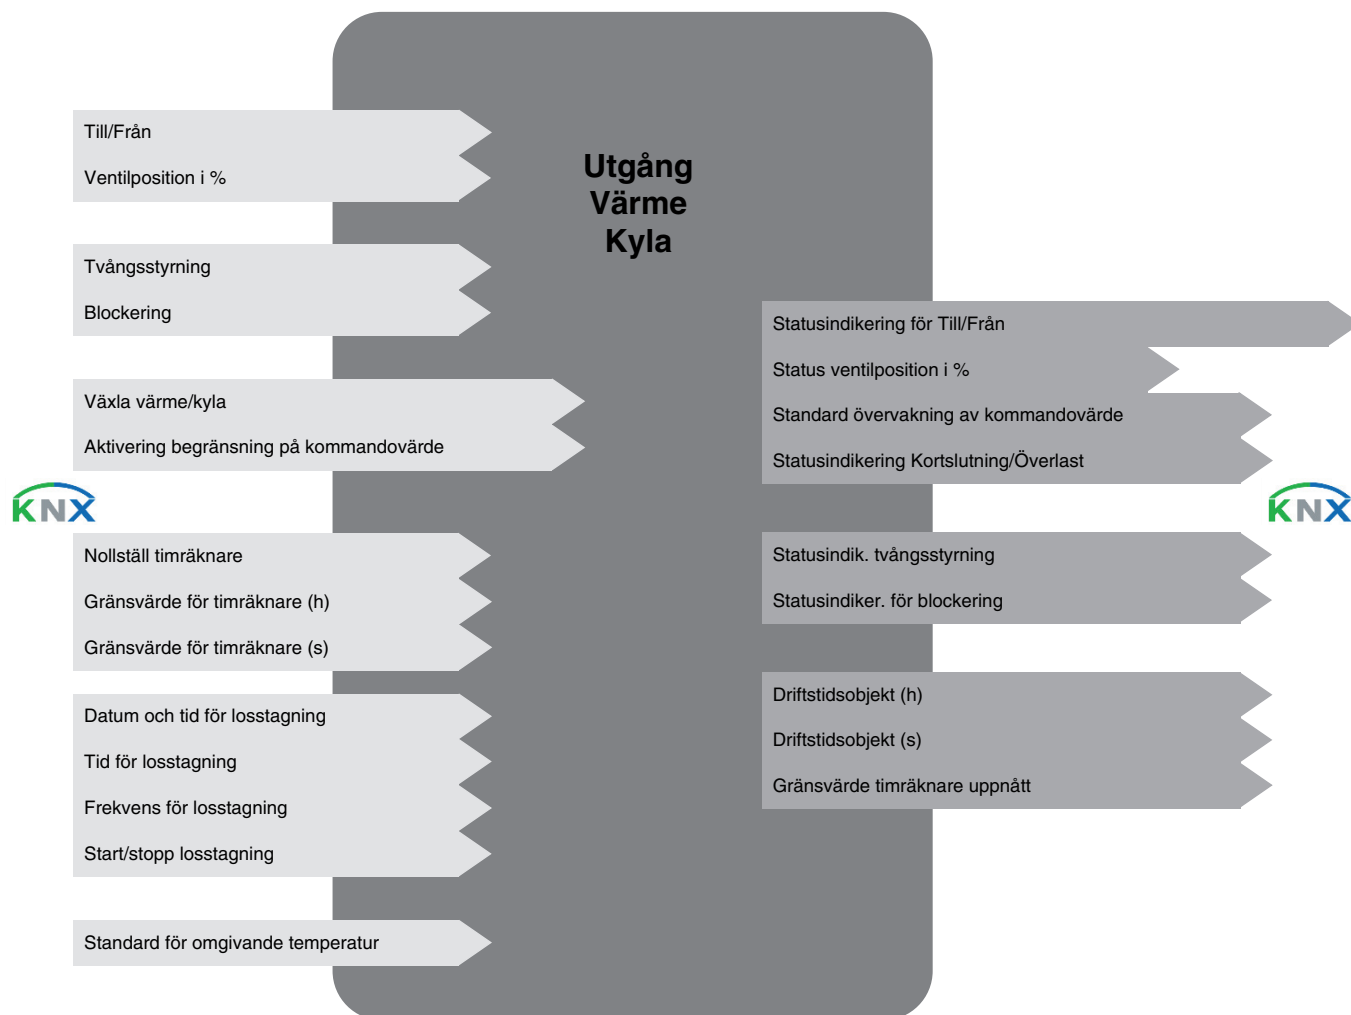 Till/Från
Ventilposition i %
Utgång
Värme
Kyla
Tvångsstyrning
Blockering
Växla värme/kyla
Aktivering begränsning på kommandovärde
KNX
Nollställ timräknare
Gränsvärde för timräknare (h)
Gränsvärde för timräknare (s)
Datum och tid för losstagning
Tid för losstagning
Frekvens för losstagning
Start/stopp losstagning
Standard för omgivande temperatur
Statusindikering för Till/Från
Status ventilposition i %
Standard övervakning av kommandovärde
Statusindikering Kortslutning/Överlast
KNX
Statusindik. tvångsstyrning
Statusindiker. för blockering
Driftstidsobjekt (h)
Driftstidsobjekt (s)
Gränsvärde timräknare uppnått